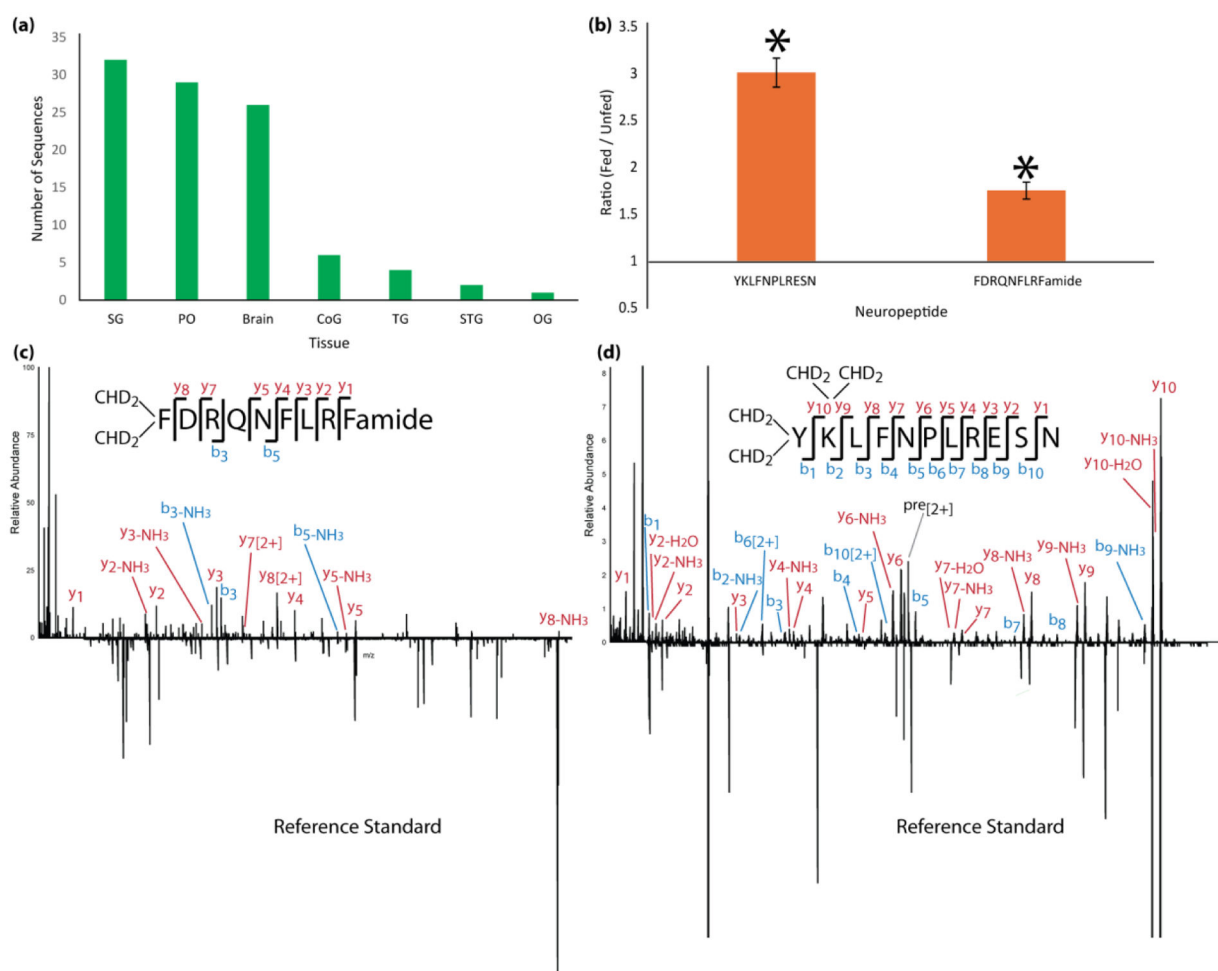 (a)
Number of Sequences
35
30
25
20
15
10
5
0
SG PO Brain CoG TG STG OG
Tissue
(b)
Ratio (Fed / Unfed)
3.5
3
2.5
2
1.5
1
0.5
* *
YKLFNPLRESN FDRQNFLRFamide
Neuropeptide
(c)
Relative Abundance
100
75
50
25
0
CHD2
CHD2
y8 y7 y5 y4 y3 y2 y1
FDRQNFLRFamide
b3 b5
b3-NH3
y3-NH3
y2-NH3
y1
y2
y3
b3
y7[2+]
y8[2+]
y4
b5-NH3
y5-NH3
y5
y8-NH3
m/z
Reference Standard
(d)
Relative Abundance
8
7
6
5
4
3
2
1
0
CHD2 CHD2
CHD2
CHD2
y10 y9 y8 y7 y6 y5 y4 y3 y2 y1
YKLFNPLRESN
b1 b2 b3 b4 b5 b6 b7 b8 b9 b10
y1
b1
y2-H2O
y2-NH3
y2
b2-NH3
y3
b6[2+]
b3
y4-NH3
y4
b4
b10[2+]
y5
y6-NH3
y6
pre[2+]
b5
y7-H2O
y7-NH3
y7
y8-NH3
y8
b7
b8
y9-NH3
y9
b9-NH3
y10-H2O
y10-NH3
y10
Reference Standard